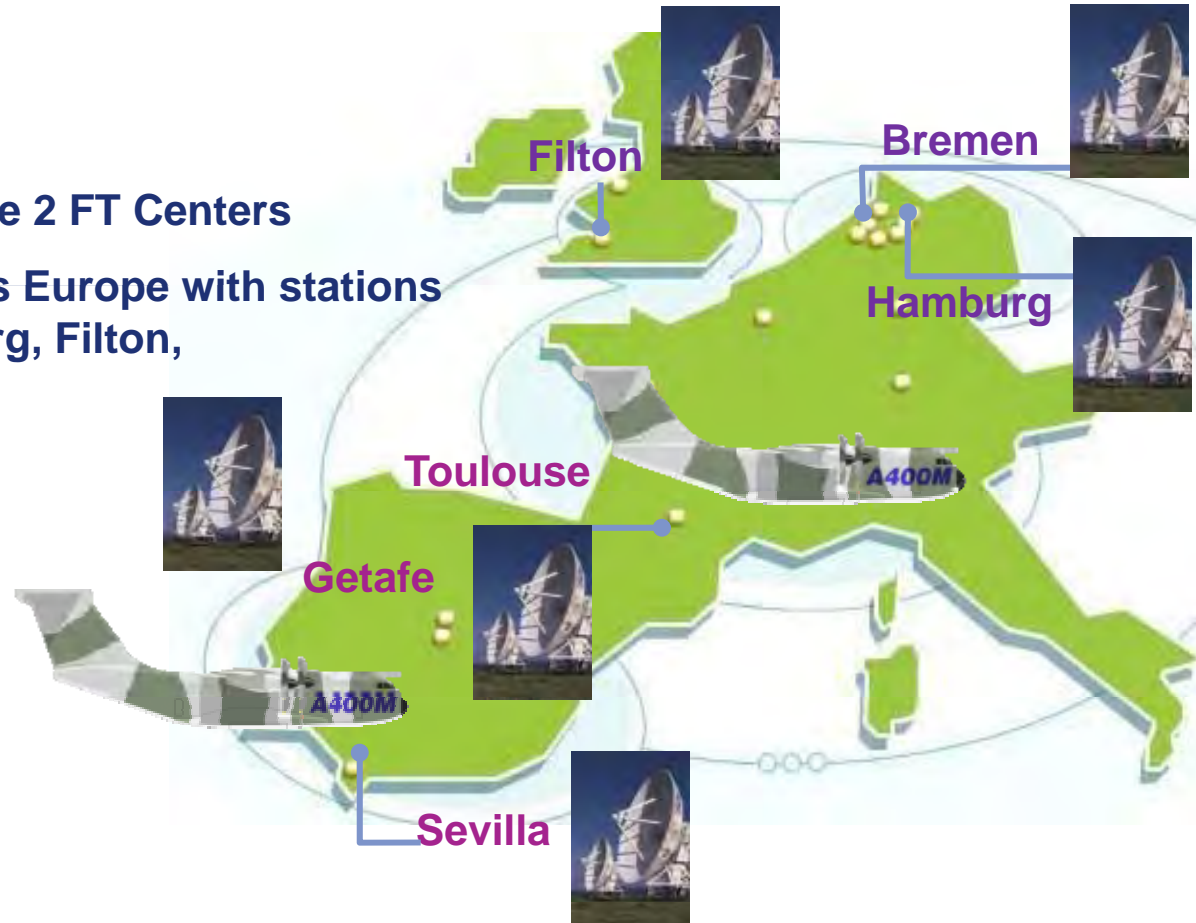 Filton
Bremen
e 2 FT Centers
s Europe with stations
rg, Filton,
Hamburg
Toulouse
A400M
Getafe
A400M
Sevilla